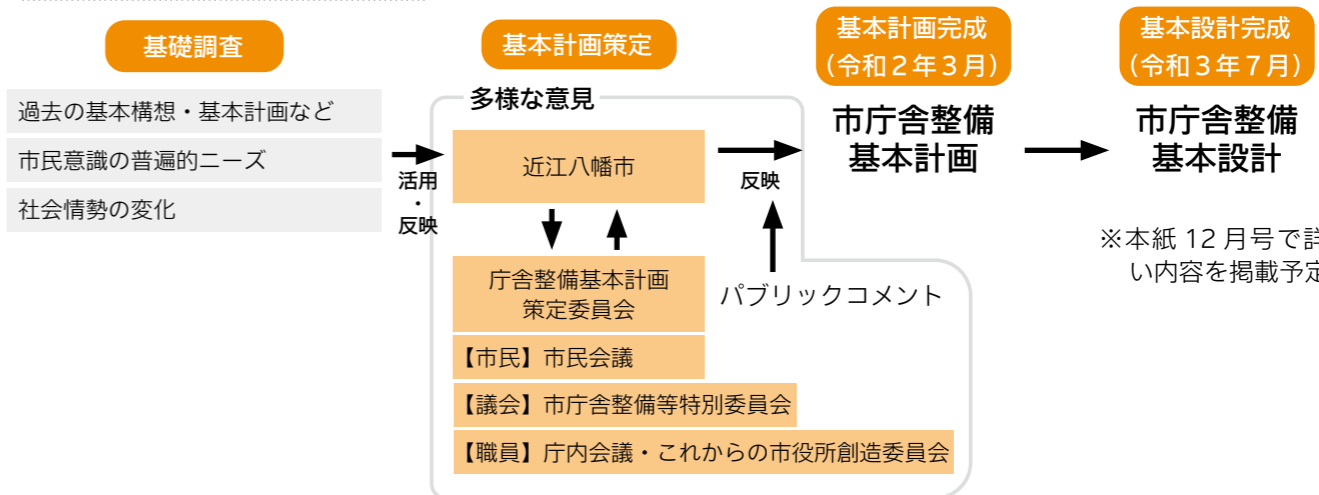 基礎調査
過去の基本構想・基本計画など
市民意識の普遍的ニーズ
社会情勢の変化
活用
・
反映
基本計画策定
多様な意見
近江八幡市
庁舎整備基本計画
策定委員会
【市民】市民会議
【議会】市庁舎整備等特別委員会
【職員】庁内会議・これからの市役所創造委員会
反映
パブリックコメント
基本計画完成
（令和２年３月）
市庁舎整備
基本計画
基本設計完成
（令和３年７月）
市庁舎整備
基本設計
※本紙 12 月号で詳
い内容を掲載予定